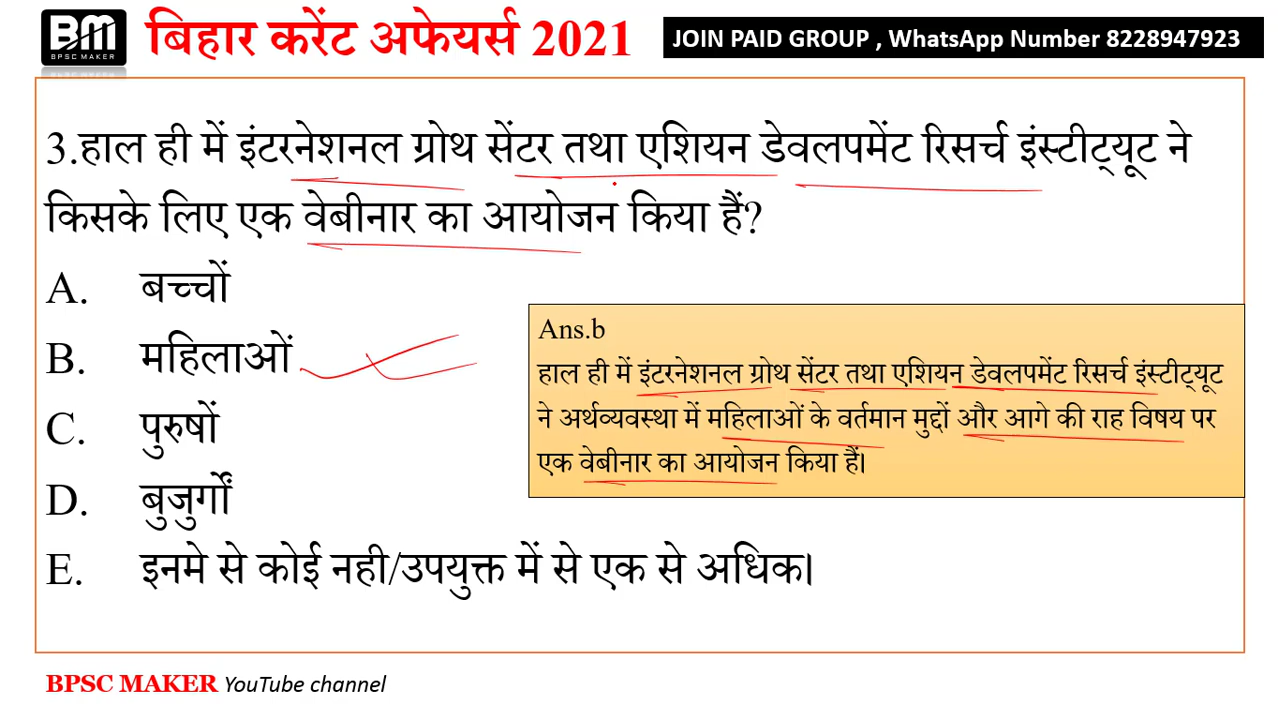 BM
BPSC MAKER
बिहार करेंट अफेयर्स 2021
JOIN PAID GROUP , WhatsApp Number 8228947923
3.हाल ही में इंटरनेशनल ग्रोथ सेंटर तथा एशियन डेवलपमेंट रिसर्च इंस्टीट्यूट ने
किसके लिए एक वेबीनार का आयोजन किया हैं?
A. बच्चों
B. महिलाओं
C. पुरुषों
D. बुजुर्गों
E. इनमे से कोई नही/उपयुक्त में से एक से अधिक।
Ans.b
हाल ही में इंटरनेशनल ग्रोथ सेंटर तथा एशियन डेवलपमेंट रिसर्च इंस्टीट्यूट
ने अर्थव्यवस्था में महिलाओं के वर्तमान मुद्दों और आगे की राह विषय पर
एक वेबीनार का आयोजन किया हैं।
BPSC MAKER YouTube channel